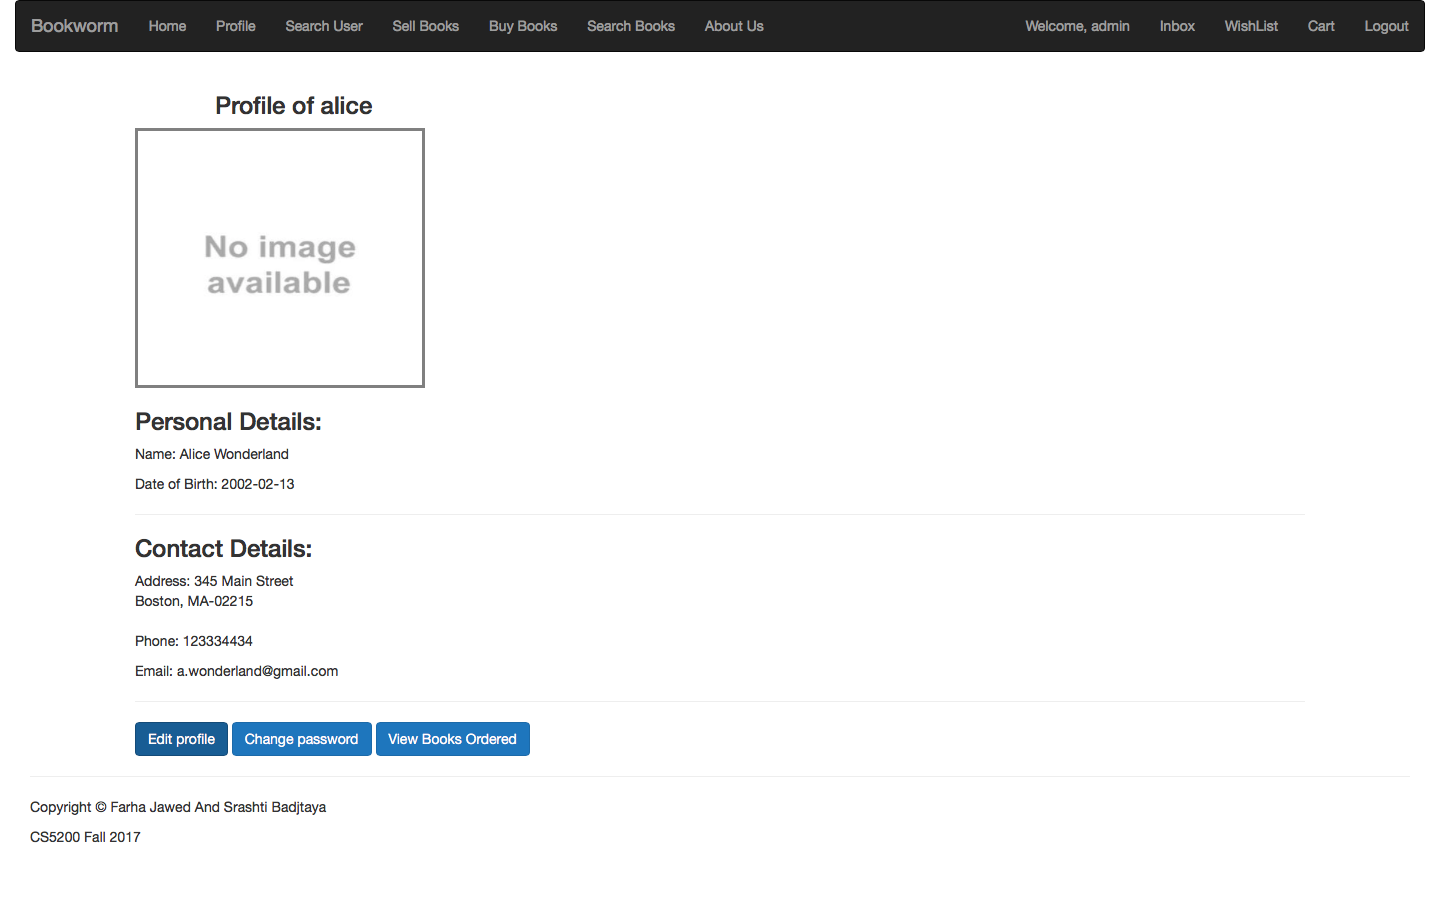 Bookworm Home Profile Search User Sell Books Buy Books Search Books About Us Welcome, admin Inbox WishList Cart Logout
Profile of alice
No image
available
Personal Details:
Name: Alice Wonderland
Date of Birth: 2002-02-13
Contact Details:
Address: 345 Main Street
Boston, MA-02215
Phone: 123334434
Email: a.wonderland@gmail.com
Edit profile Change password View Books Ordered
Copyright © Farha Jawed And Srashti Badjtaya
CS5200 Fall 2017